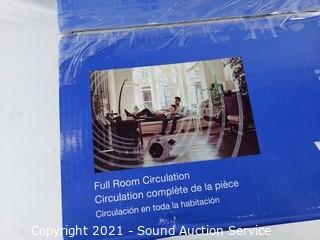 Full Room Circulation
Circulation complète de la pièce
Circulación en toda la habitación
Copyright 2021 - Sound Auction Service